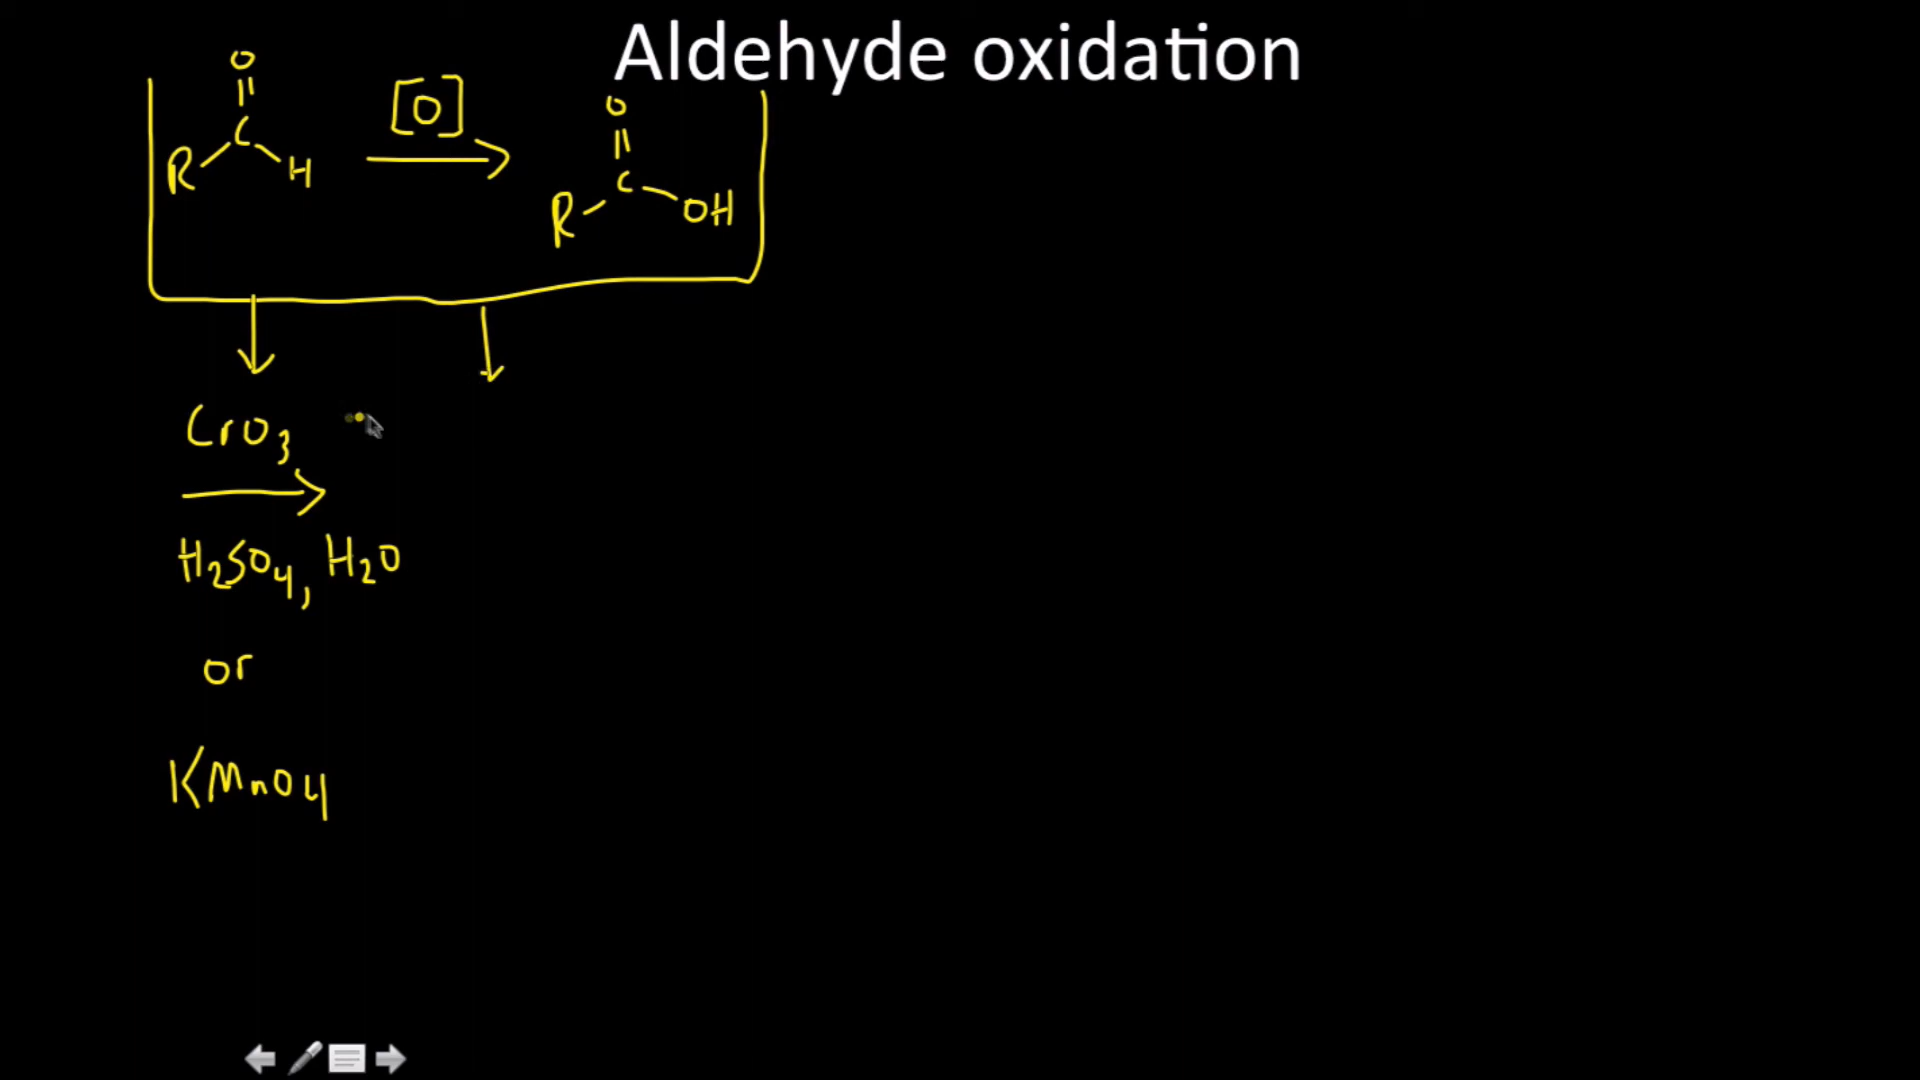 Aldehyde oxidation
O
C
R H
[O]
O
C
R OH
CrO3
H2SO4, H2O
or
KMnO4